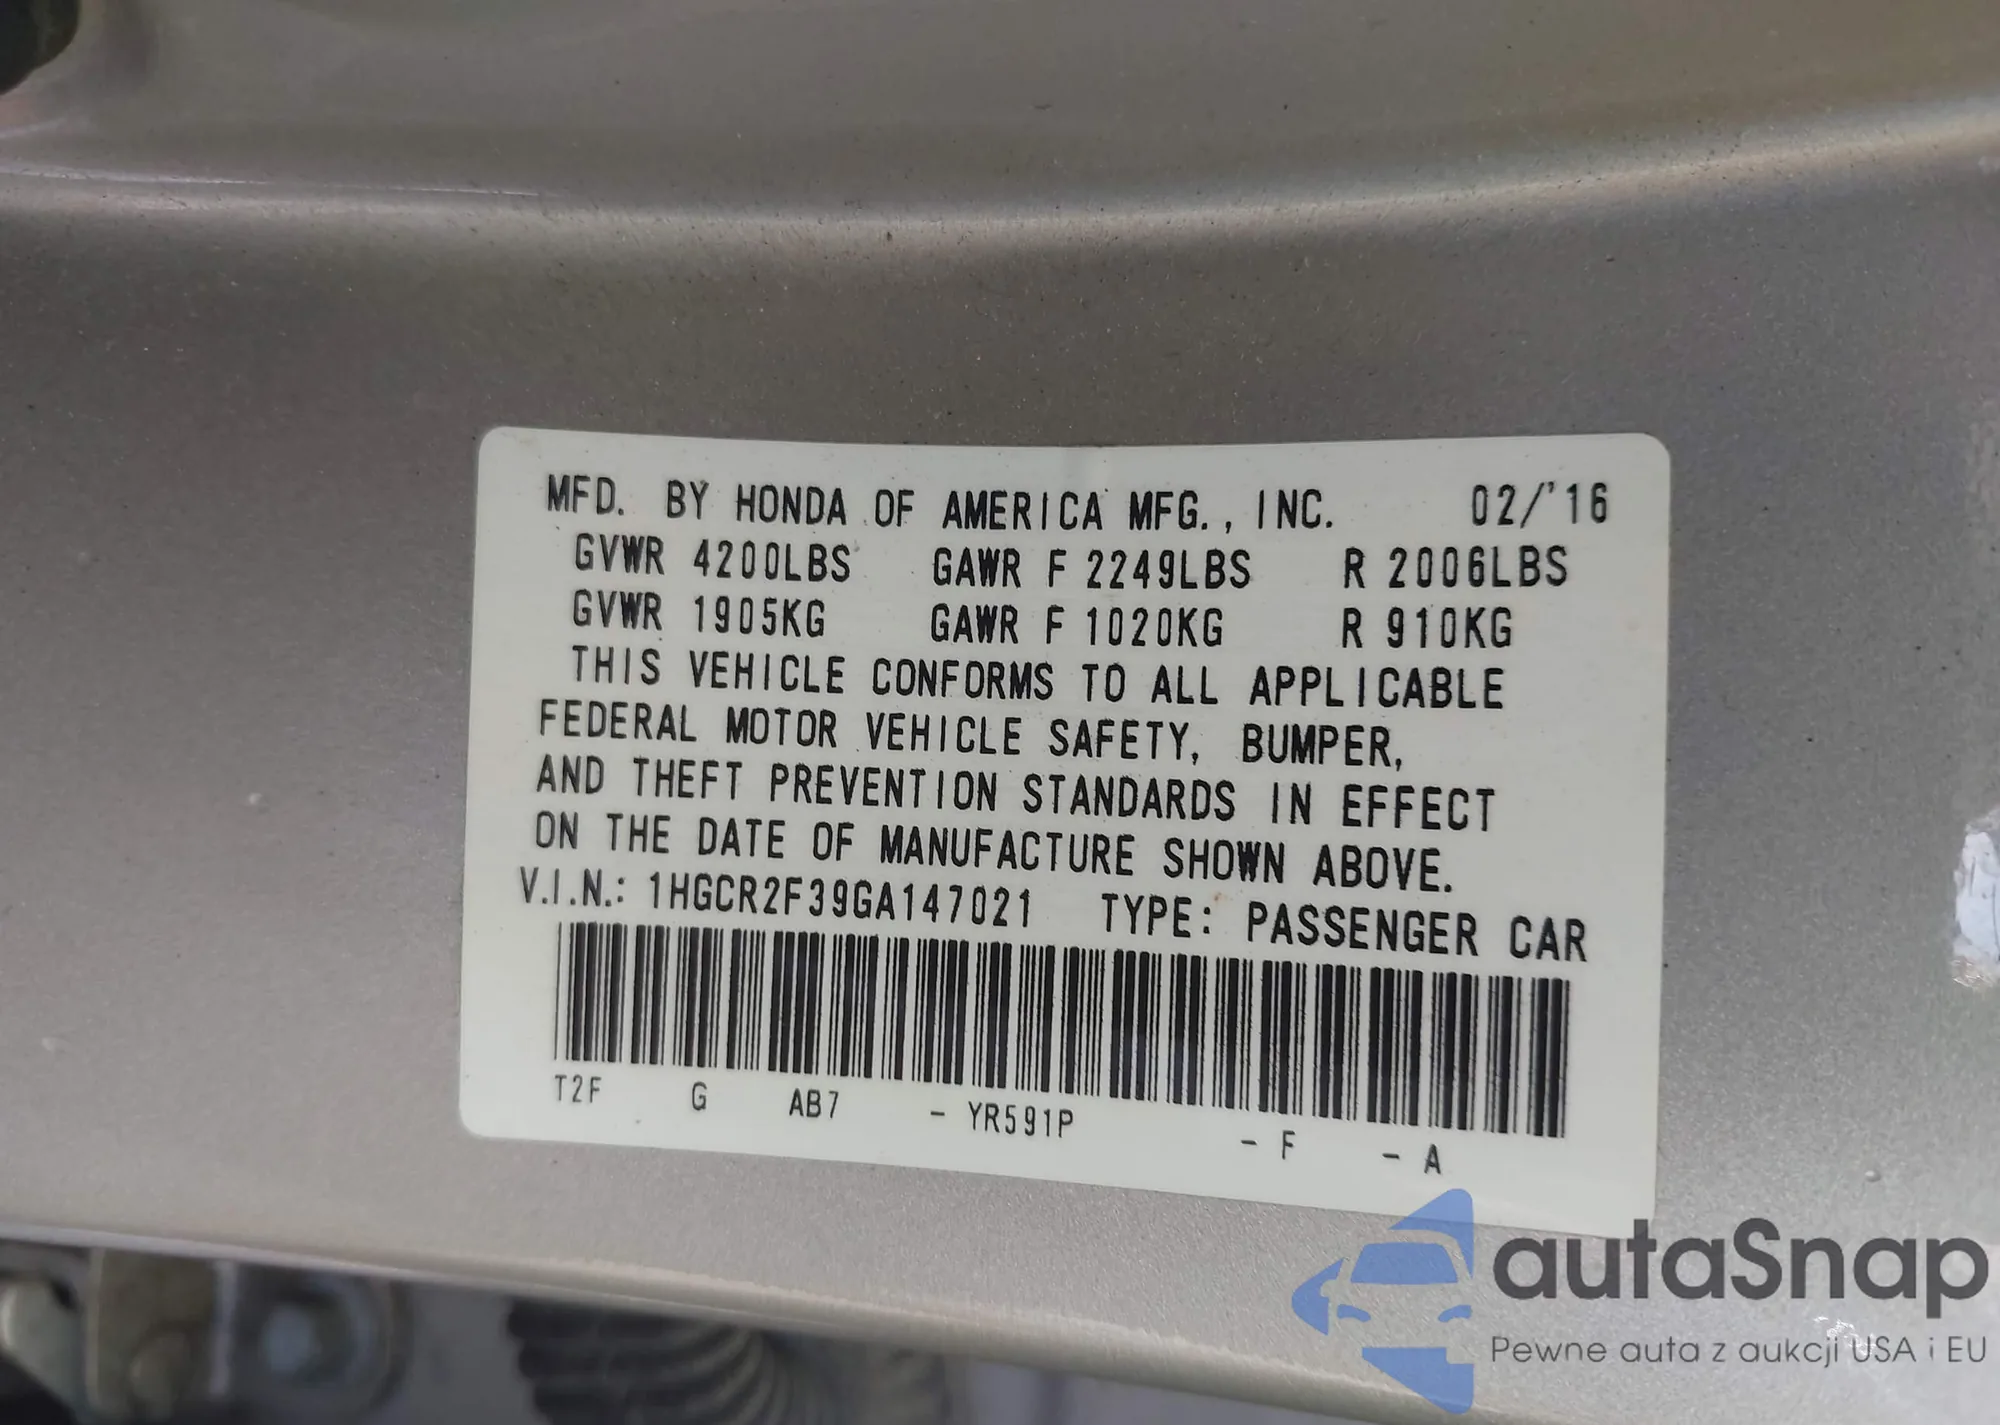 MFD. BY HONDA OF AMERICA MFG., INC. 02/'16
GVWR 4200LBS GAWR F 2249LBS R 2006LBS
GVWR 1905KG GAWR F 1020KG R 910KG
THIS VEHICLE CONFORMS TO ALL APPLICABLE
FEDERAL MOTOR VEHICLE SAFETY, BUMPER,
AND THEFT PREVENTION STANDARDS IN EFFECT
ON THE DATE OF MANUFACTURE SHOWN ABOVE.
V.I.N.: 1HGCR2F39GA147021 TYPE: PASSENGER CAR
T2F G AB7 - YR591P - F - A
autaSnap
Pewne auta z aukcji USA i EU